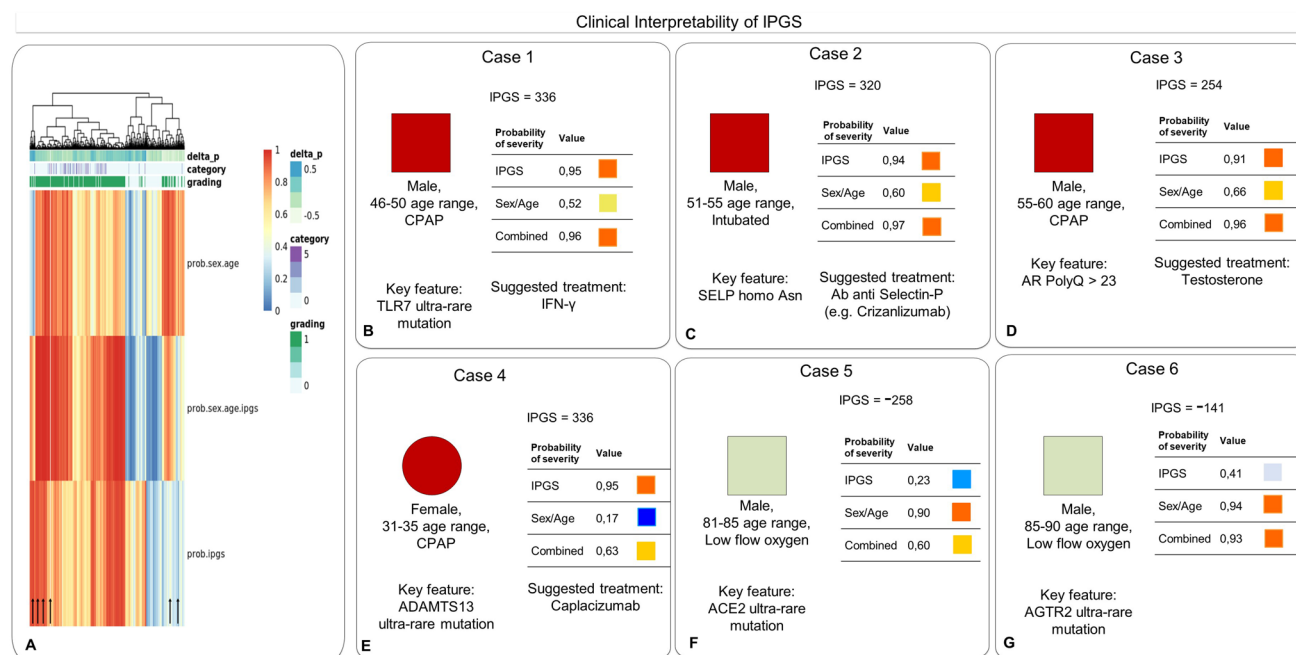 Clinical Interpretability of IPGS
delta_p
category
grading
prob.sex.age
prob.sex.age.ipgs
prob.ipgs
1
0.8
0.6
0.4
0.2
0
delta_p
0.5
-0.5
category
5
0
grading
1
0
A
Case 1
IPGS = 336
Probability of severity Value
IPGS 0,95
Sex/Age 0,52
Combined 0,96
Male,
46-50 age range,
CPAP
Key feature:
TLR7 ultra-rare
mutation
Suggested treatment:
IFN-γ
B
Case 2
IPGS = 320
Probability of severity Value
IPGS 0,94
Sex/Age 0,60
Combined 0,97
Male,
51-55 age range,
Intubated
Key feature:
SELP homo Asn
Suggested treatment:
Ab anti Selectin-P
(e.g. Crizanlizumab)
C
Case 3
IPGS = 254
Probability of severity Value
IPGS 0,91
Sex/Age 0,66
Combined 0,96
Male,
55-60 age range,
CPAP
Key feature:
AR PolyQ > 23
Suggested treatment:
Testosterone
D
Case 4
IPGS = 336
Probability of severity Value
IPGS 0,95
Sex/Age 0,17
Combined 0,63
Female,
31-35 age range,
CPAP
Key feature:
ADAMTS13
ultra-rare mutation
Suggested treatment:
Caplacizumab
E
Case 5
IPGS = −258
Probability of severity Value
IPGS 0,23
Sex/Age 0,90
Combined 0,60
Male,
81-85 age range,
Low flow oxygen
Key feature:
ACE2 ultra-rare
mutation
F
Case 6
IPGS = −141
Probability of severity Value
IPGS 0,41
Sex/Age 0,94
Combined 0,93
Male,
85-90 age range,
Low flow oxygen
Key feature:
AGTR2 ultra-rare
mutation
G